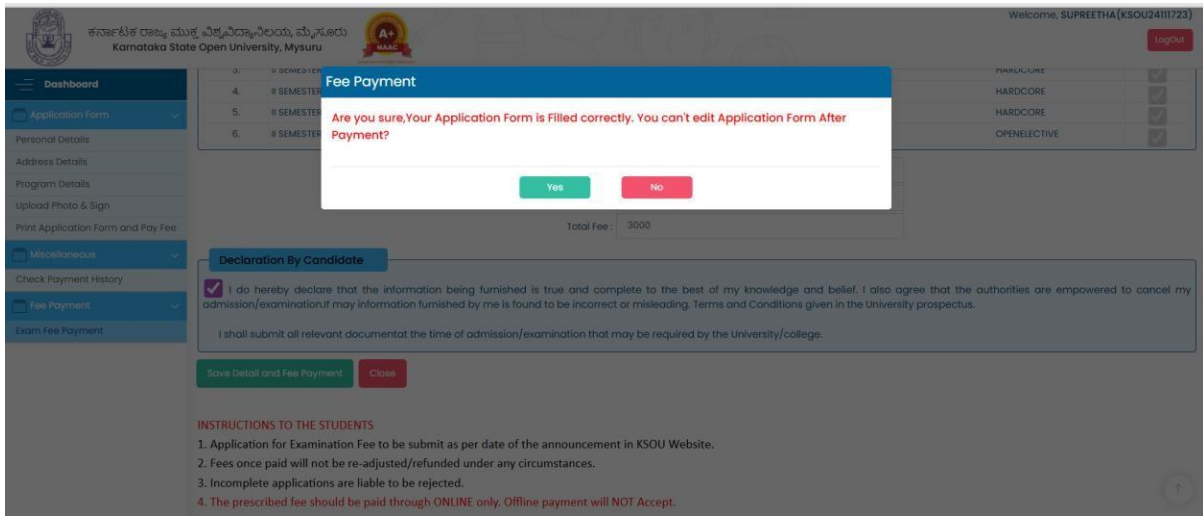 Welcome, SUPREETHA(KSOU24111723)
ಕರ್ನಾಟಕ ರಾಜ್ಯ ಮುಕ್ತ ವಿಶ್ವವಿದ್ಯಾನಿಲಯ, ಮೈಸೂರು
Karnataka State Open University, Mysuru
A+
NAAC
LogOut
Dashboard
Application Form
Personal Details
Address Details
Program Details
Upload Photo & Sign
Print Application Form and Pay Fee
Miscellaneous
Check Payment History
Fee Payment
Exam Fee Payment
3. II SEMESTER HARDCORE
4. II SEMESTER HARDCORE
5. II SEMESTER HARDCORE
6. II SEMESTER OPENELECTIVE
Fee Payment
Are you sure,Your Application Form is Filled correctly. You can't edit Application Form After
Payment?
Yes No
Total Fee : 3000
Declaration By Candidate
I do hereby declare that the information being furnished is true and complete to the best of my knowledge and belief. I also agree that the authorities are empowered to cancel my
admission/examination.If may information furnished by me is found to be incorrect or misleading. Terms and Conditions given in the University prospectus.
I shall submit all relevant documentat the time of admission/examination that may be required by the University/college.
Save Detail and Fee Payment Close
INSTRUCTIONS TO THE STUDENTS
1. Application for Examination Fee to be submit as per date of the announcement in KSOU Website.
2. Fees once paid will not be re-adjusted/refunded under any circumstances.
3. Incomplete applications are liable to be rejected.
4. The prescribed fee should be paid through ONLINE only. Offline payment will NOT Accept.